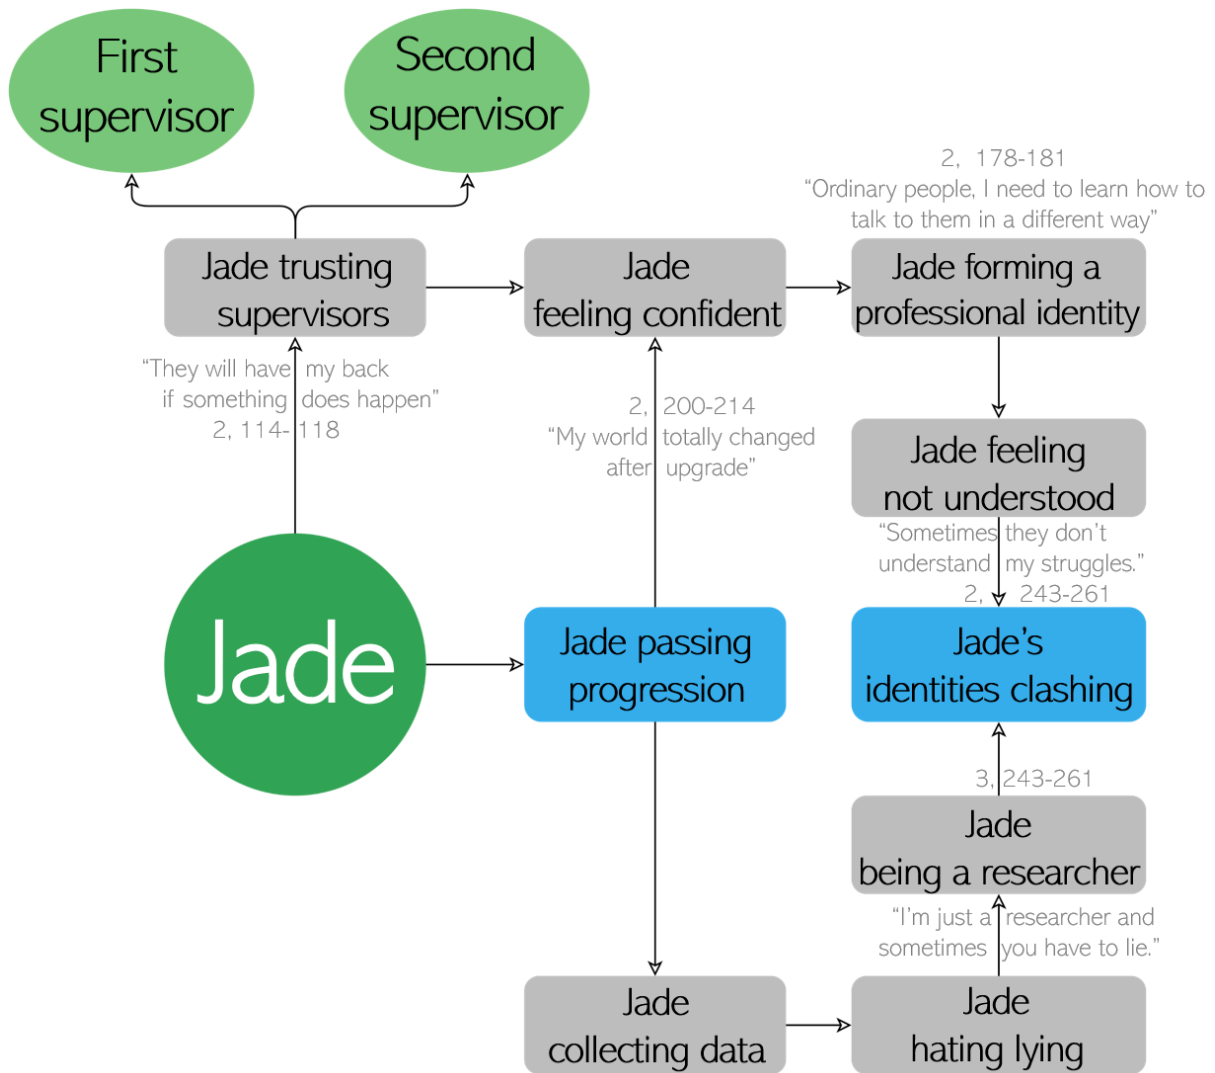 First
supervisor
Second
supervisor
2, 178-181
“Ordinary people, I need to learn how to
talk to them in a different way”
Jade trusting
supervisors
Jade
feeling confident
Jade forming a
professional identity
“They will have my back
if something does happen”
2, 114-118
2, 200-214
“My world totally changed
after upgrade”
Jade feeling
not understood
“Sometimes they don’t
understand my struggles.”
2, 243-261
Jade
Jade passing
progression
Jade’s
identities clashing
3, 243-261
Jade
being a researcher
“I’m just a researcher and
sometimes you have to lie.”
Jade
collecting data
Jade
hating lying